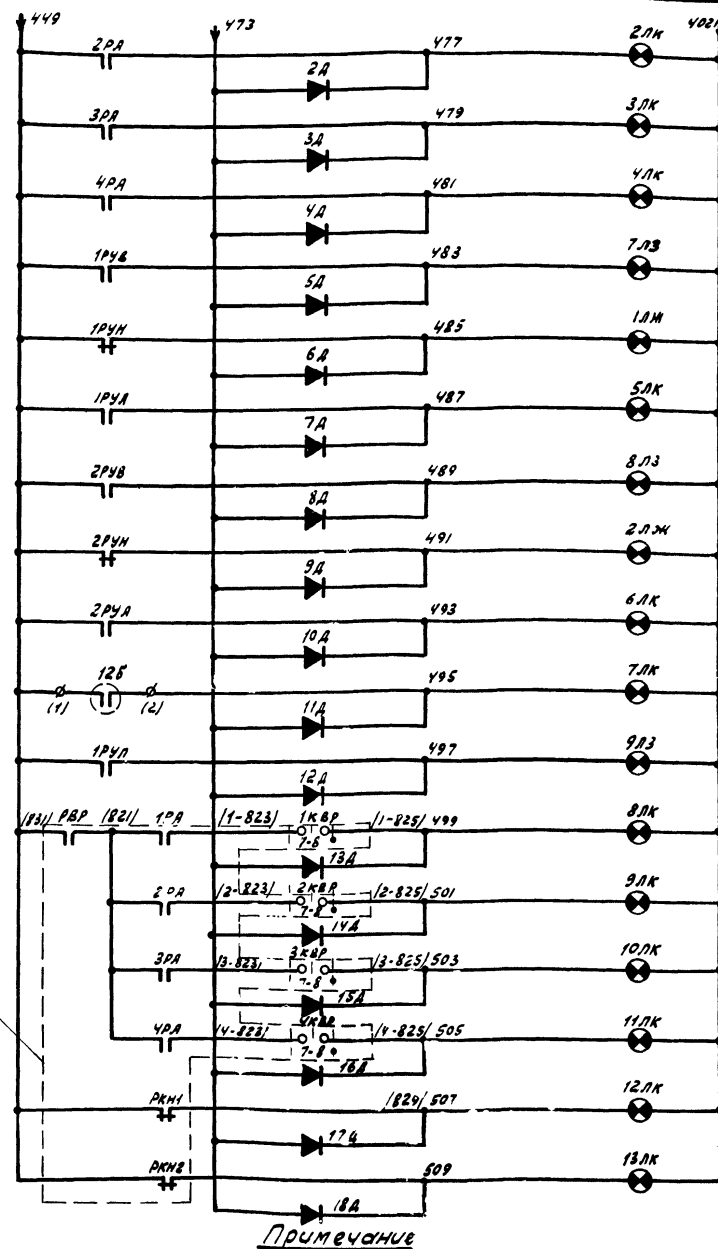 449 473 4021
2РА 477 2ЛК
2Д
3РА 479 3ЛК
3Д
4РА 481 4ЛК
4Д
1РУВ 483 7ЛЗ
5Д
1РУН 485 1ЛЖ
6Д
1РУА 487 5ЛК
7Д
2РУВ 489 8ЛЗ
8Д
2РУН 491 2ЛЖ
9Д
2РУА 493 6ЛК
10Д
12Б 495 7ЛК
(1) (2)
11Д
1РУП 497 9ЛЗ
12Д
/831/ РВР /821/ 1РА /1-823/ 1КВР /1-825/ 499 8ЛК
7-8
13Д
2РА /2-823/ 2КВР /2-825/ 501 9ЛК
7-8
14Д
3РА /3-823/ 3КВР /3-825/ 503 10ЛК
7-8
15Д
4РА /4-823/ 4КВР /4-825/ 505 11ЛК
7-8
16Д
РКН1 /829/ 507 12ЛК
17Д
РКН2 509 13ЛК
18Д
Примечание